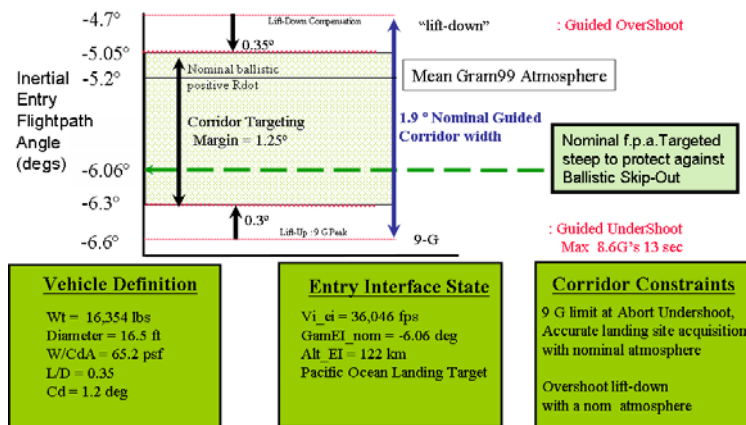 -4.7°
Lift-Down Compensation
"lift-down"
: Guided OverShoot
0.35°
-5.05°
Nominal ballistic
positive Rdot
-5.2°
Mean Gram99 Atmosphere
Inertial
Entry
Flightpath
Angle
(degs)
Corridor Targeting
Margin = 1.25°
1.9 ° Nominal Guided
Corridor width
Nominal f.p.a.Targeted
steep to protect against
Ballistic Skip-Out
-6.06°
-6.3°
0.3°
-6.6°
Lift-Up : 9 G Peak
9-G
: Guided UnderShoot
Max 8.6G's 13 sec
Vehicle Definition
Wt = 16,354 lbs
Diameter = 16.5 ft
W/CdA = 65.2 psf
L/D = 0.35
Cd = 1.2 deg
Entry Interface State
Vi_ei = 36,046 fps
GamEI_nom = -6.06 deg
Alt_EI = 122 km
Pacific Ocean Landing Target
Corridor Constraints
9 G limit at Abort Undershoot,
Accurate landing site acquisition
with nominal atmosphere
Overshoot lift-down
with a nom atmosphere